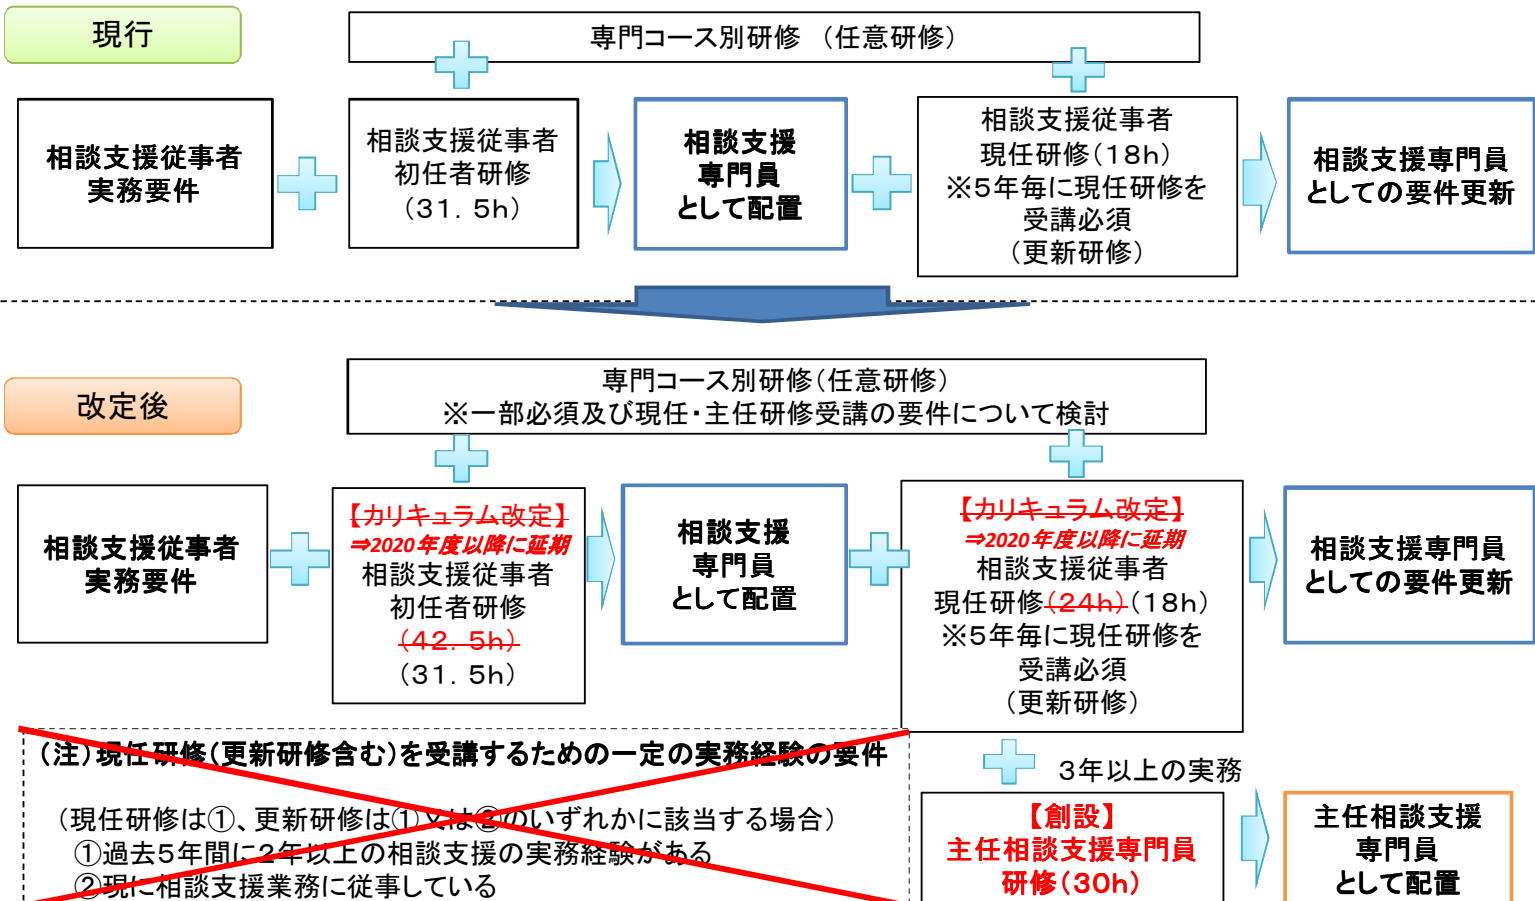 現行
専門コース別研修 （任意研修）
相談支援従事者
実務要件
相談支援従事者
初任者研修
（31．5h）
相談支援
専門員
として配置
相談支援従事者
現任研修（18h）
※5年毎に現任研修を
受講必須
（更新研修）
相談支援専門員
としての要件更新
改定後
専門コース別研修（任意研修）
※一部必須及び現任・主任研修受講の要件について検討
相談支援従事者
実務要件
【カリキュラム改定】
⇒2020年度以降に延期
相談支援従事者
初任者研修
（42．5h）
（31．5h）
相談支援
専門員
として配置
【カリキュラム改定】
⇒2020年度以降に延期
相談支援従事者
現任研修（24h）（18h）
※5年毎に現任研修を
受講必須
（更新研修）
相談支援専門員
としての要件更新
（注）現任研修（更新研修含む）を受講するための一定の実務経験の要件
（現任研修は①、更新研修は①又は②のいずれかに該当する場合）
①過去5年間に2年以上の相談支援の実務経験がある
②現に相談支援業務に従事している
3年以上の実務
【創設】
主任相談支援専門員
研修（30h）
主任相談支援
専門員
として配置